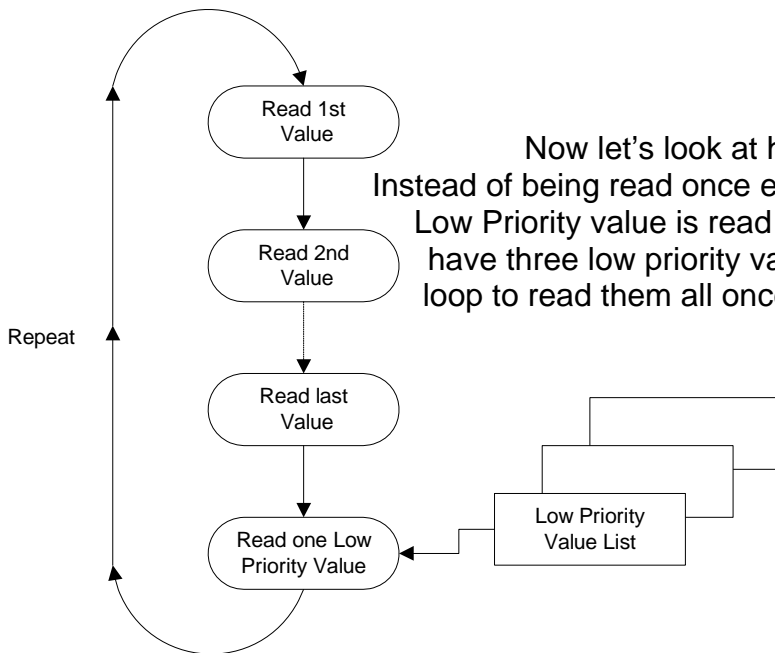 Read 1st
Value
Now let's look at
Instead of being read once
Low Priority value is read
have three low priority
loop to read them all
Read 2nd
Value
Repeat
Read last
Value
Read one Low
Priority Value
Low Priority
Value List